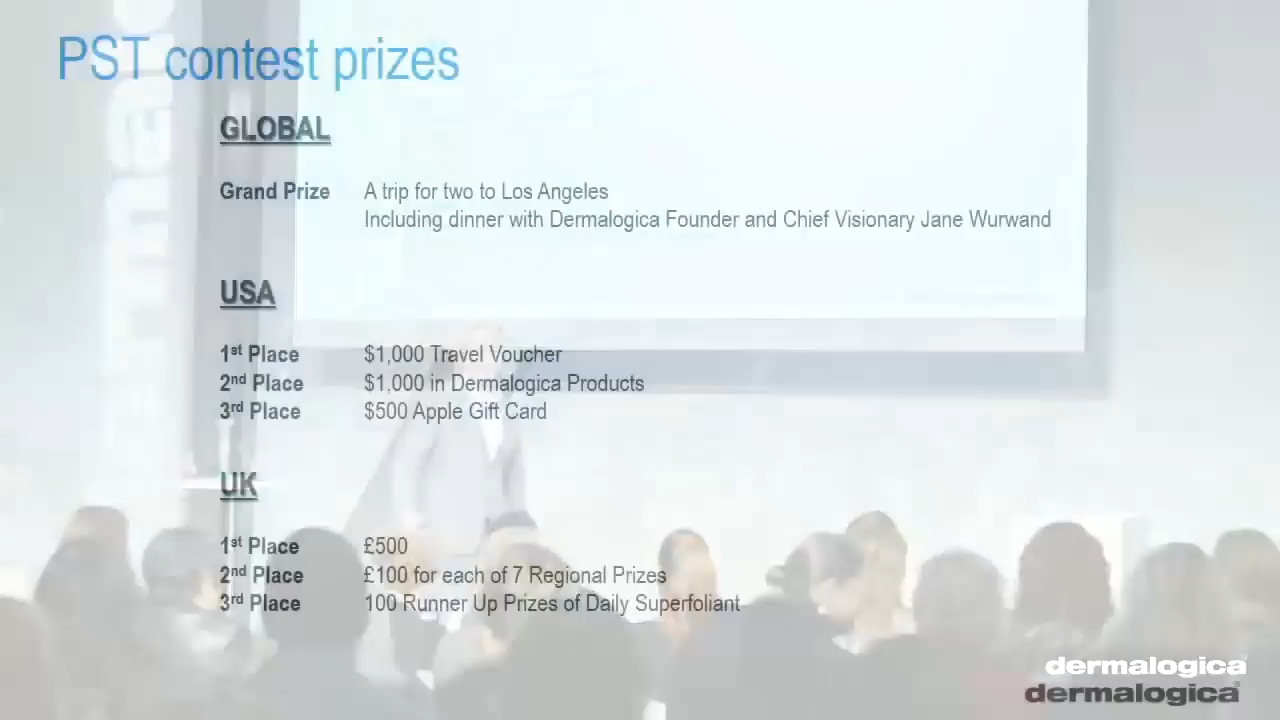 PST contest prizes
GLOBAL
Grand Prize A trip for two to Los Angeles
Including dinner with Dermalogica Founder and Chief Visionary Jane Wurwand
USA
1st Place $1,000 Travel Voucher
2nd Place $1,000 in Dermalogica Products
3rd Place $500 Apple Gift Card
UK
1st Place £500
2nd Place £100 for each of 7 Regional Prizes
3rd Place 100 Runner Up Prizes of Daily Superfoliant
dermalogica
dermalogica®